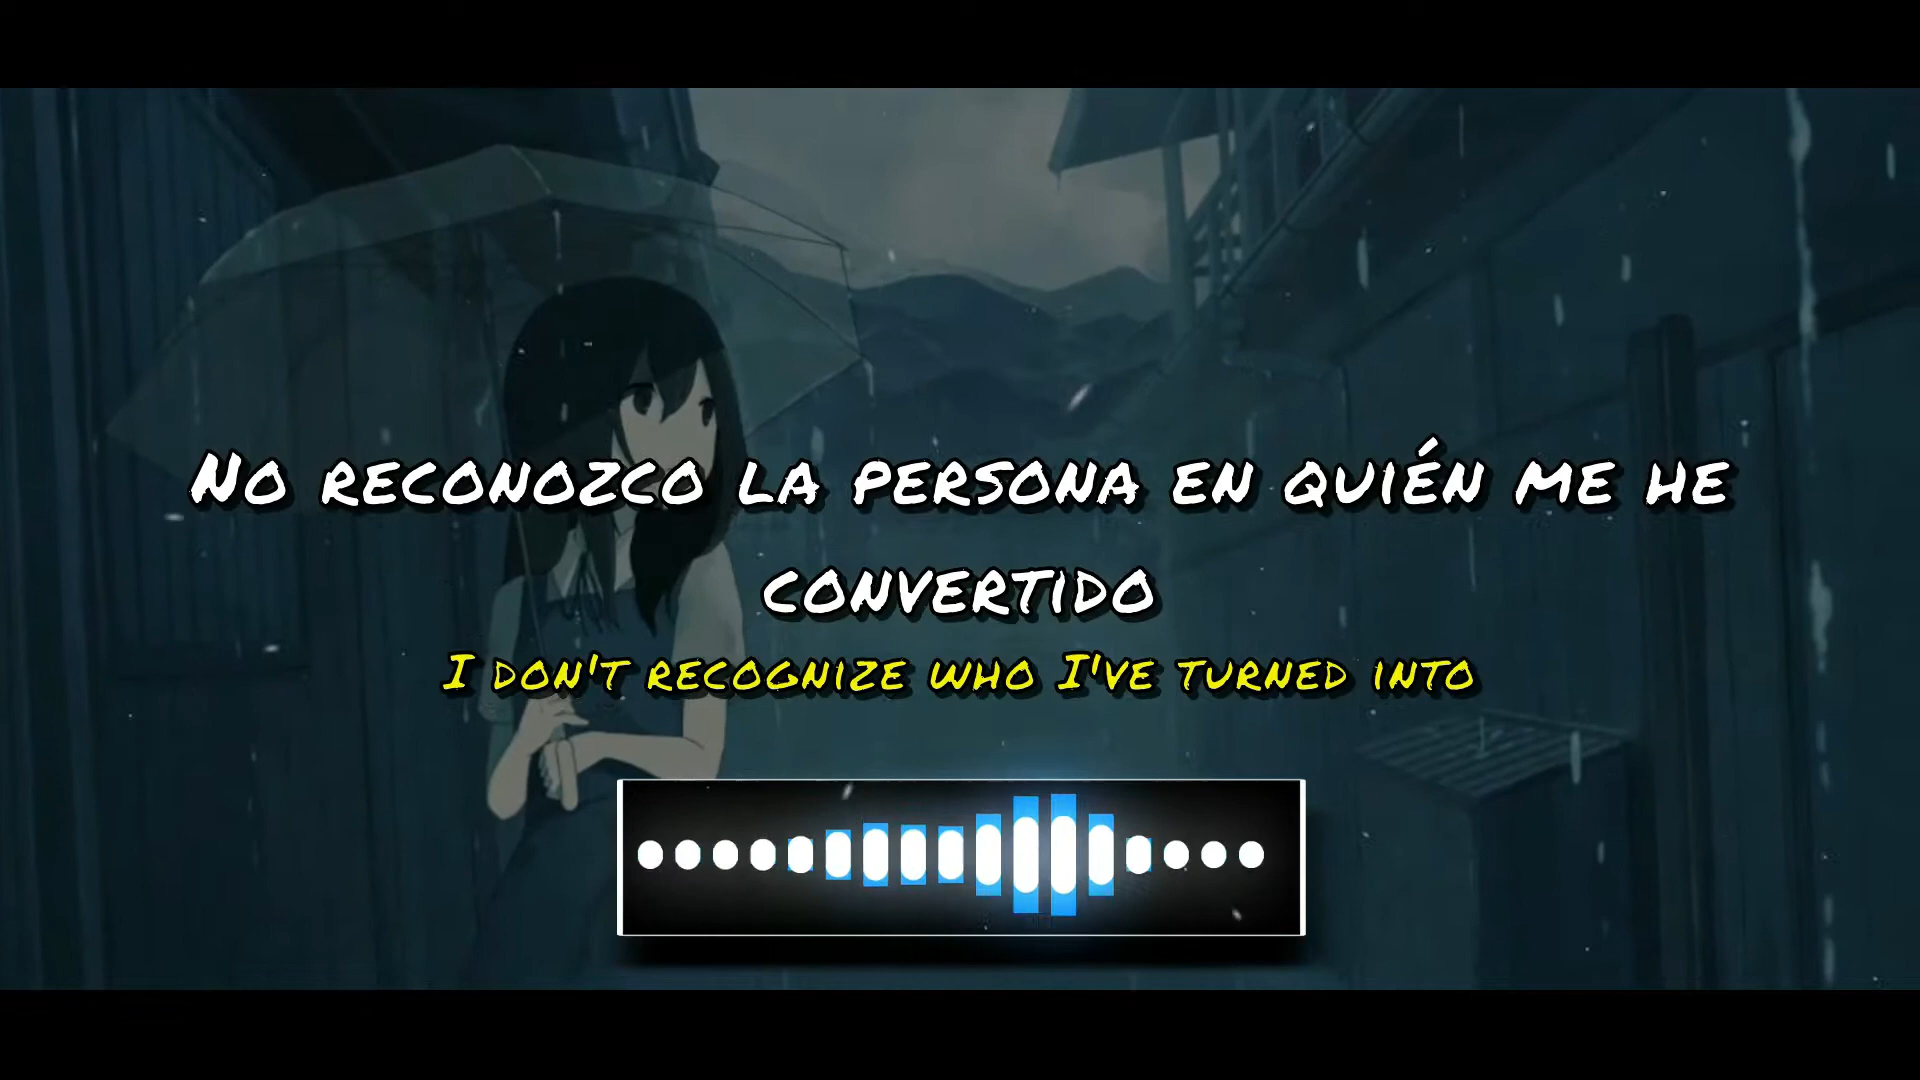 No reconozco la persona en quién me he
convertido
I don't recognize who I've turned into